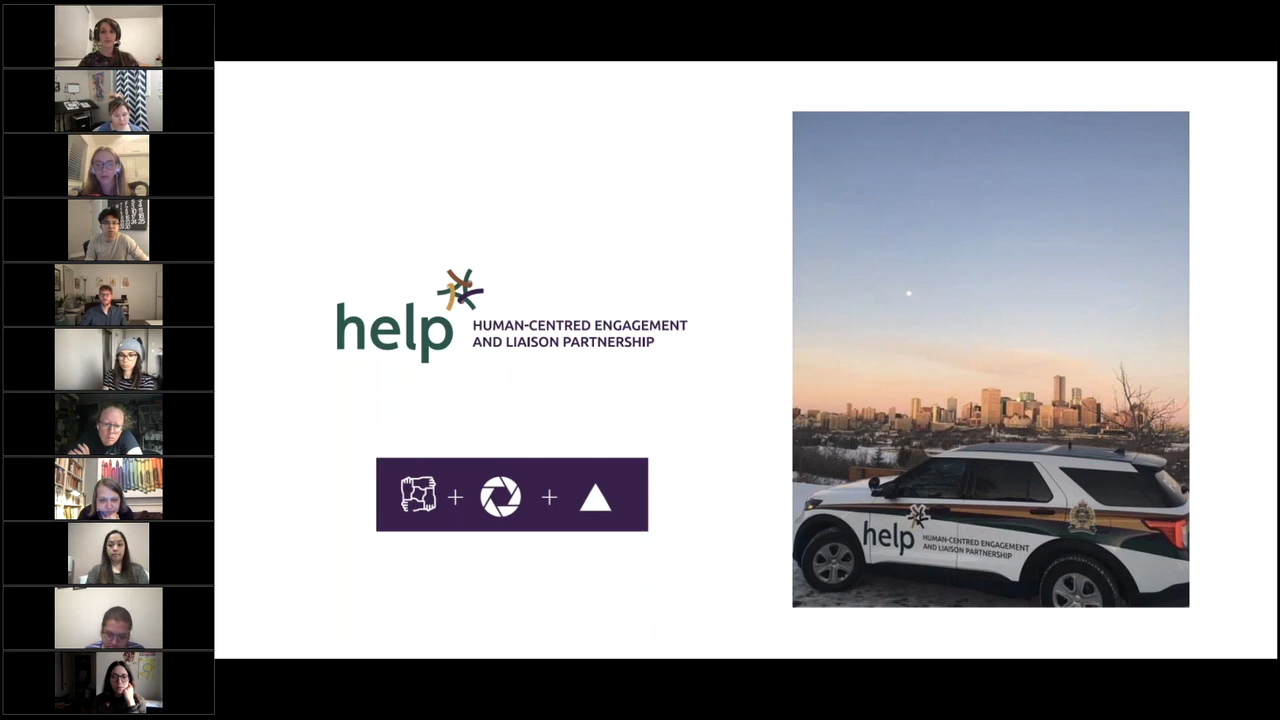 help
HUMAN-CENTRED ENGAGEMENT
AND LIAISON PARTNERSHIP
help
HUMAN-CENTRED ENGAGEMENT
AND LIAISON PARTNERSHIP